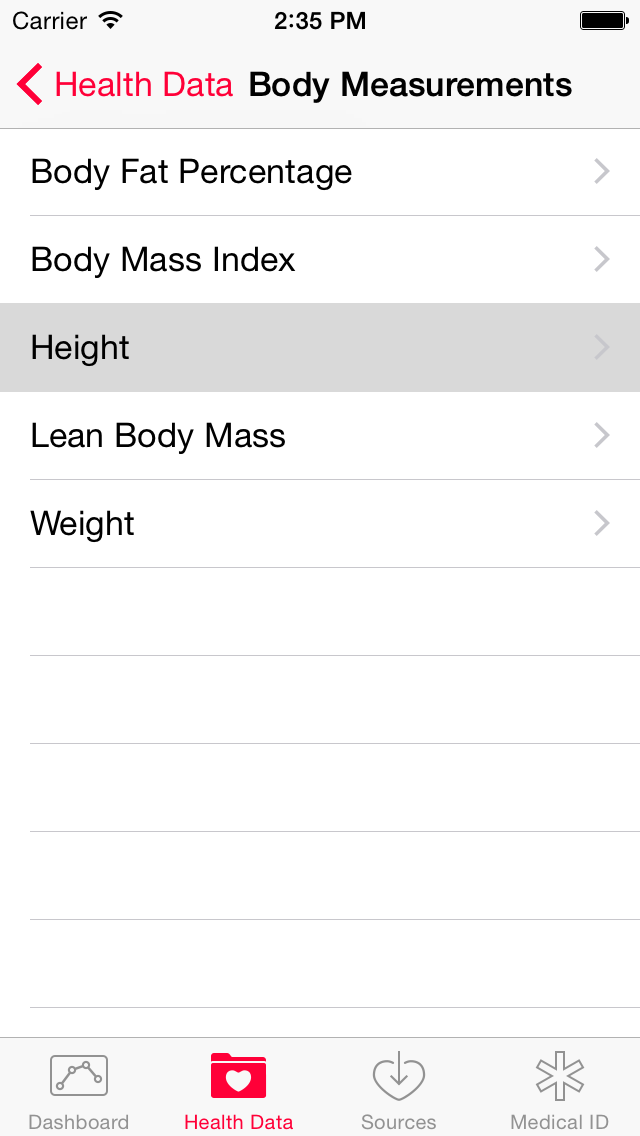 Carrier 2:35 PM
Health Data Body Measurements
Body Fat Percentage
Body Mass Index
Height
Lean Body Mass
Weight
Dashboard Health Data Sources Medical ID